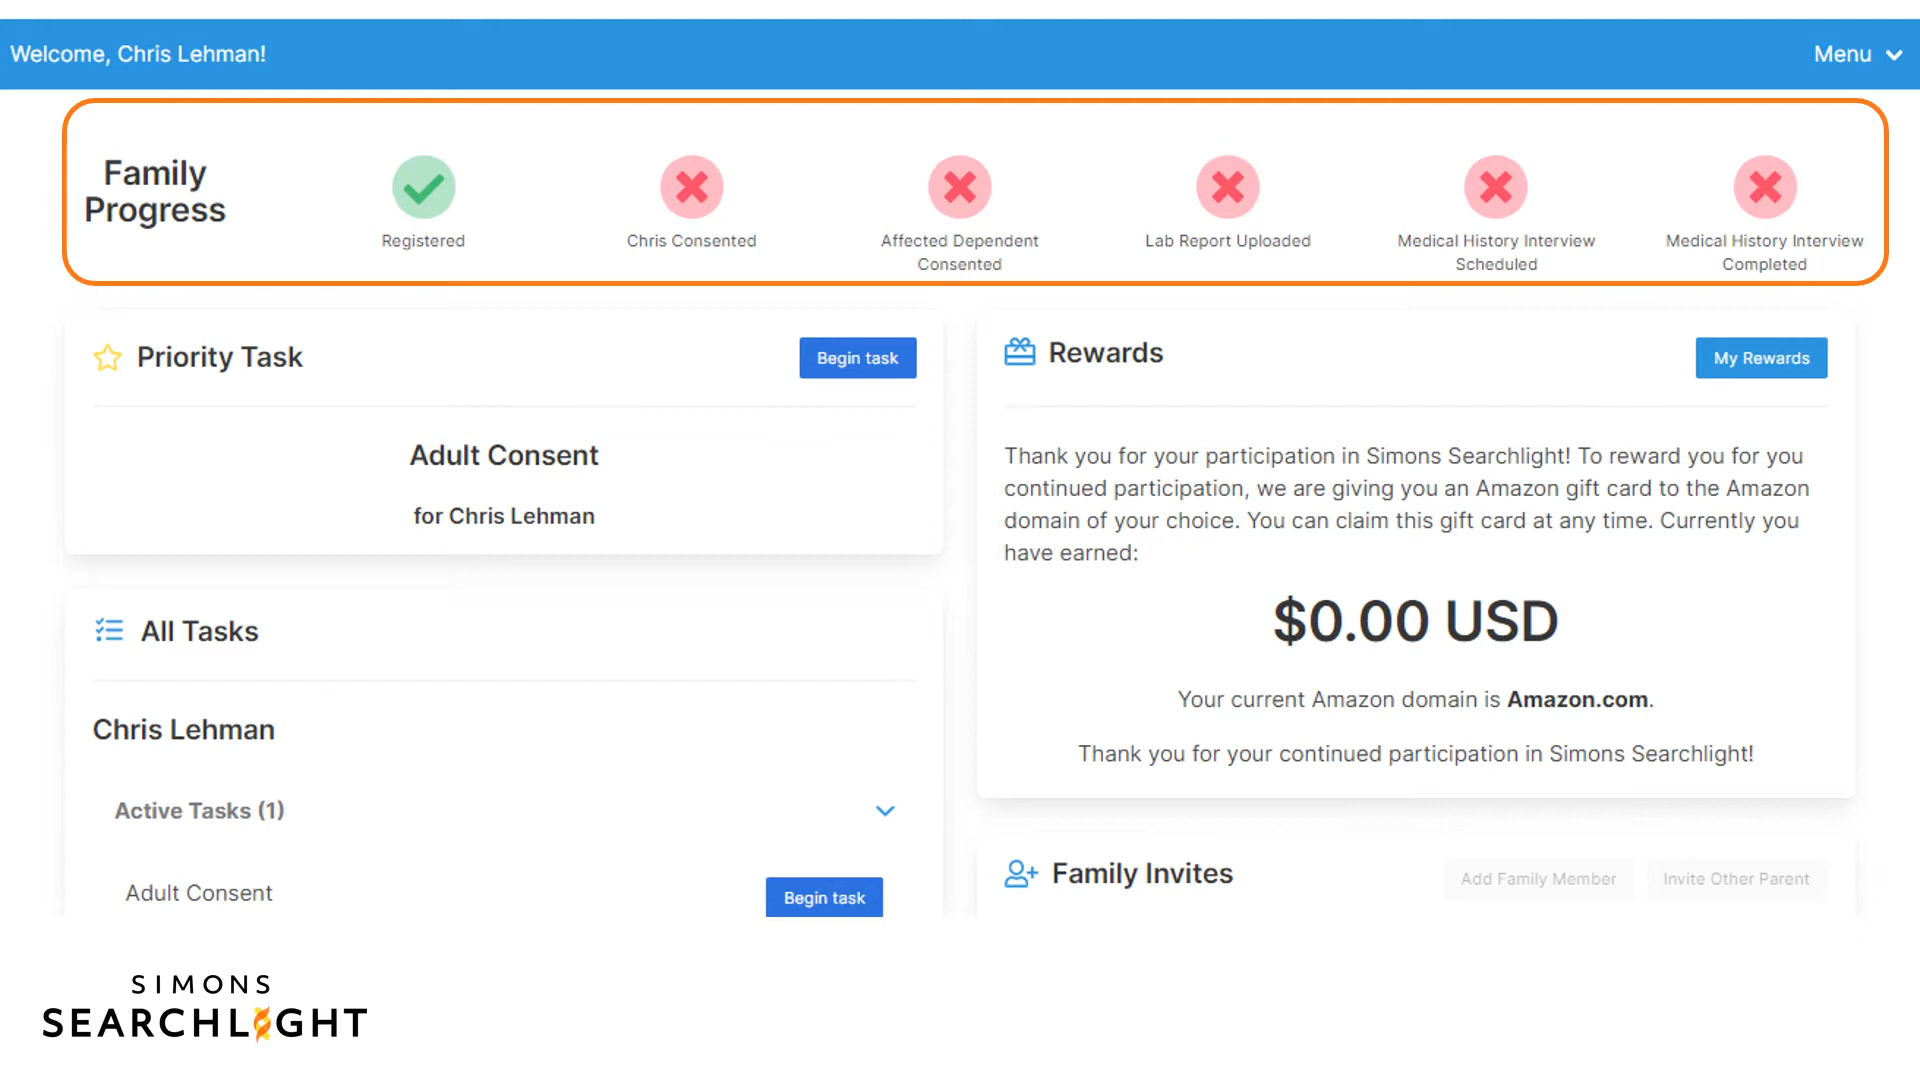 Welcome, Chris Lehman!
Menu
Family
Progress
Registered
Chris Consented
Affected Dependent
Consented
Lab Report Uploaded
Medical History Interview
Scheduled
Medical History Interview
Completed
Priority Task
Begin task
Adult Consent
for Chris Lehman
All Tasks
Chris Lehman
Active Tasks (1)
Adult Consent
Begin task
Rewards
My Rewards
Thank you for your participation in Simons Searchlight! To reward you for you
continued participation, we are giving you an Amazon gift card to the Amazon
domain of your choice. You can claim this gift card at any time. Currently you
have earned:
$0.00 USD
Your current Amazon domain is Amazon.com.
Thank you for your continued participation in Simons Searchlight!
Family Invites
Add Family Member
Invite Other Parent
SIMONS
SEARCHLIGHT